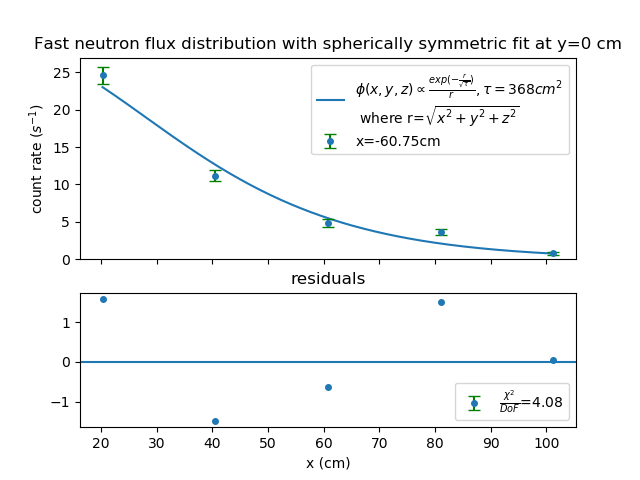 Fast neutron flux distribution with spherically symmetric fit at y=0 cm
25
20
15
10
5
0
count rate (s⁻¹)
ϕ(x, y, z) ∝ exp(−r/√τ)/r, τ = 368cm²
where r=√(x² + y² + z²)
x=-60.75cm
residuals
1
0
−1
χ²/DoF=4.08
20 30 40 50 60 70 80 90 100
x (cm)